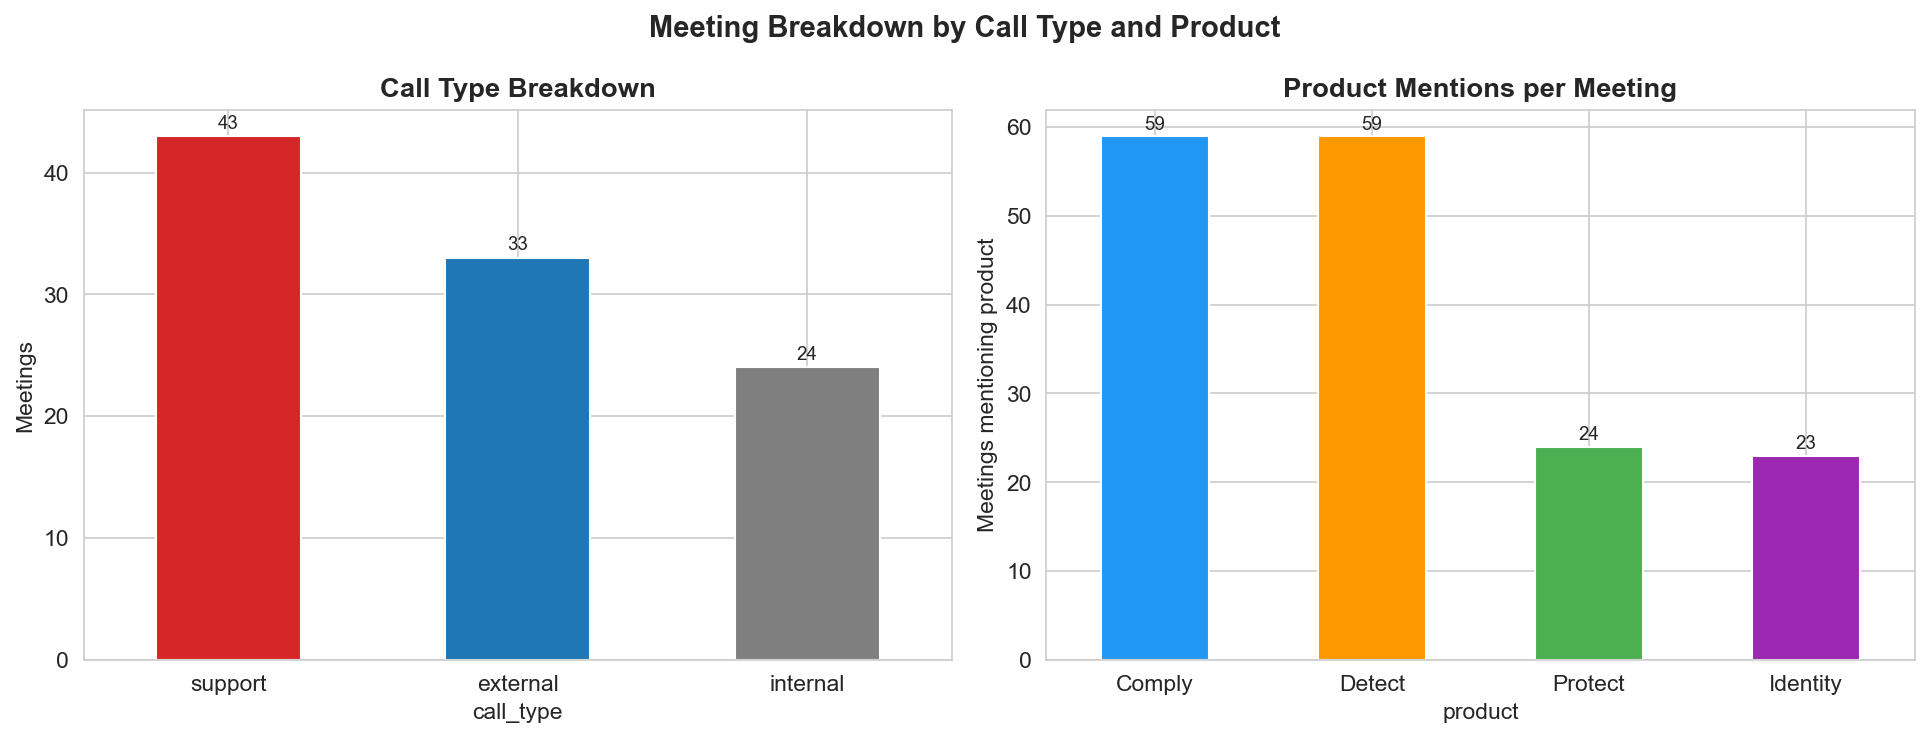 Meeting Breakdown by Call Type and Product
Call Type Breakdown
Meetings
40
30
20
10
0
43
33
24
support
external
internal
call_type
Product Mentions per Meeting
Meetings mentioning product
60
50
40
30
20
10
0
59
59
24
23
Comply
Detect
Protect
Identity
product